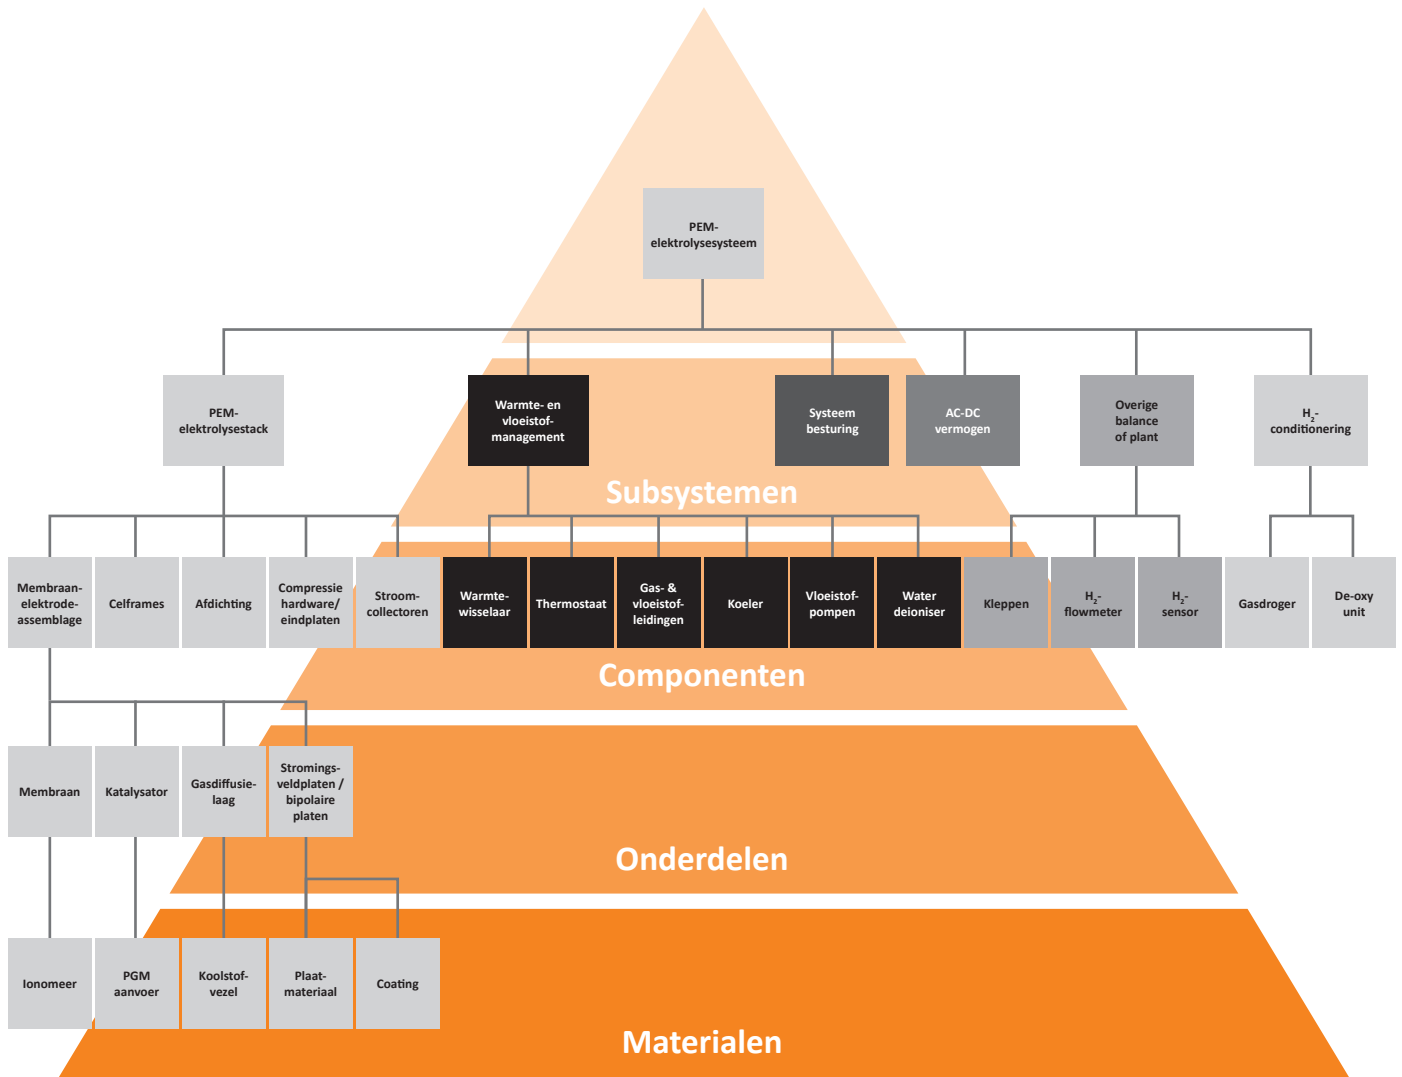 PEM-
elektrolysesysteem
PEM-
elektrolysestack
Warmte- en
vloeistof-
management
Systeem
besturing
AC-DC
vermogen
Overige
balance
of plant
H₂-
conditionering
Subsystemen
Membraan-
elektrode-
assemblage
Celframes
Afdichting
Compressie
hardware/
eindplaten
Stroom-
collectoren
Warmte-
wisselaar
Thermostaat
Gas- &
vloeistof-
leidingen
Koeler
Vloeistof-
pompen
Water
deioniser
Kleppen
H₂-
flowmeter
H₂-
sensor
Gasdroger
De-oxy
unit
Componenten
Membraan
Katalysator
Gasdiffusie-
laag
Stromings-
veldplaten /
bipolaire
platen
Onderdelen
Ionomeer
PGM
aanvoer
Koolstof-
vezel
Plaat-
materiaal
Coating
Materialen